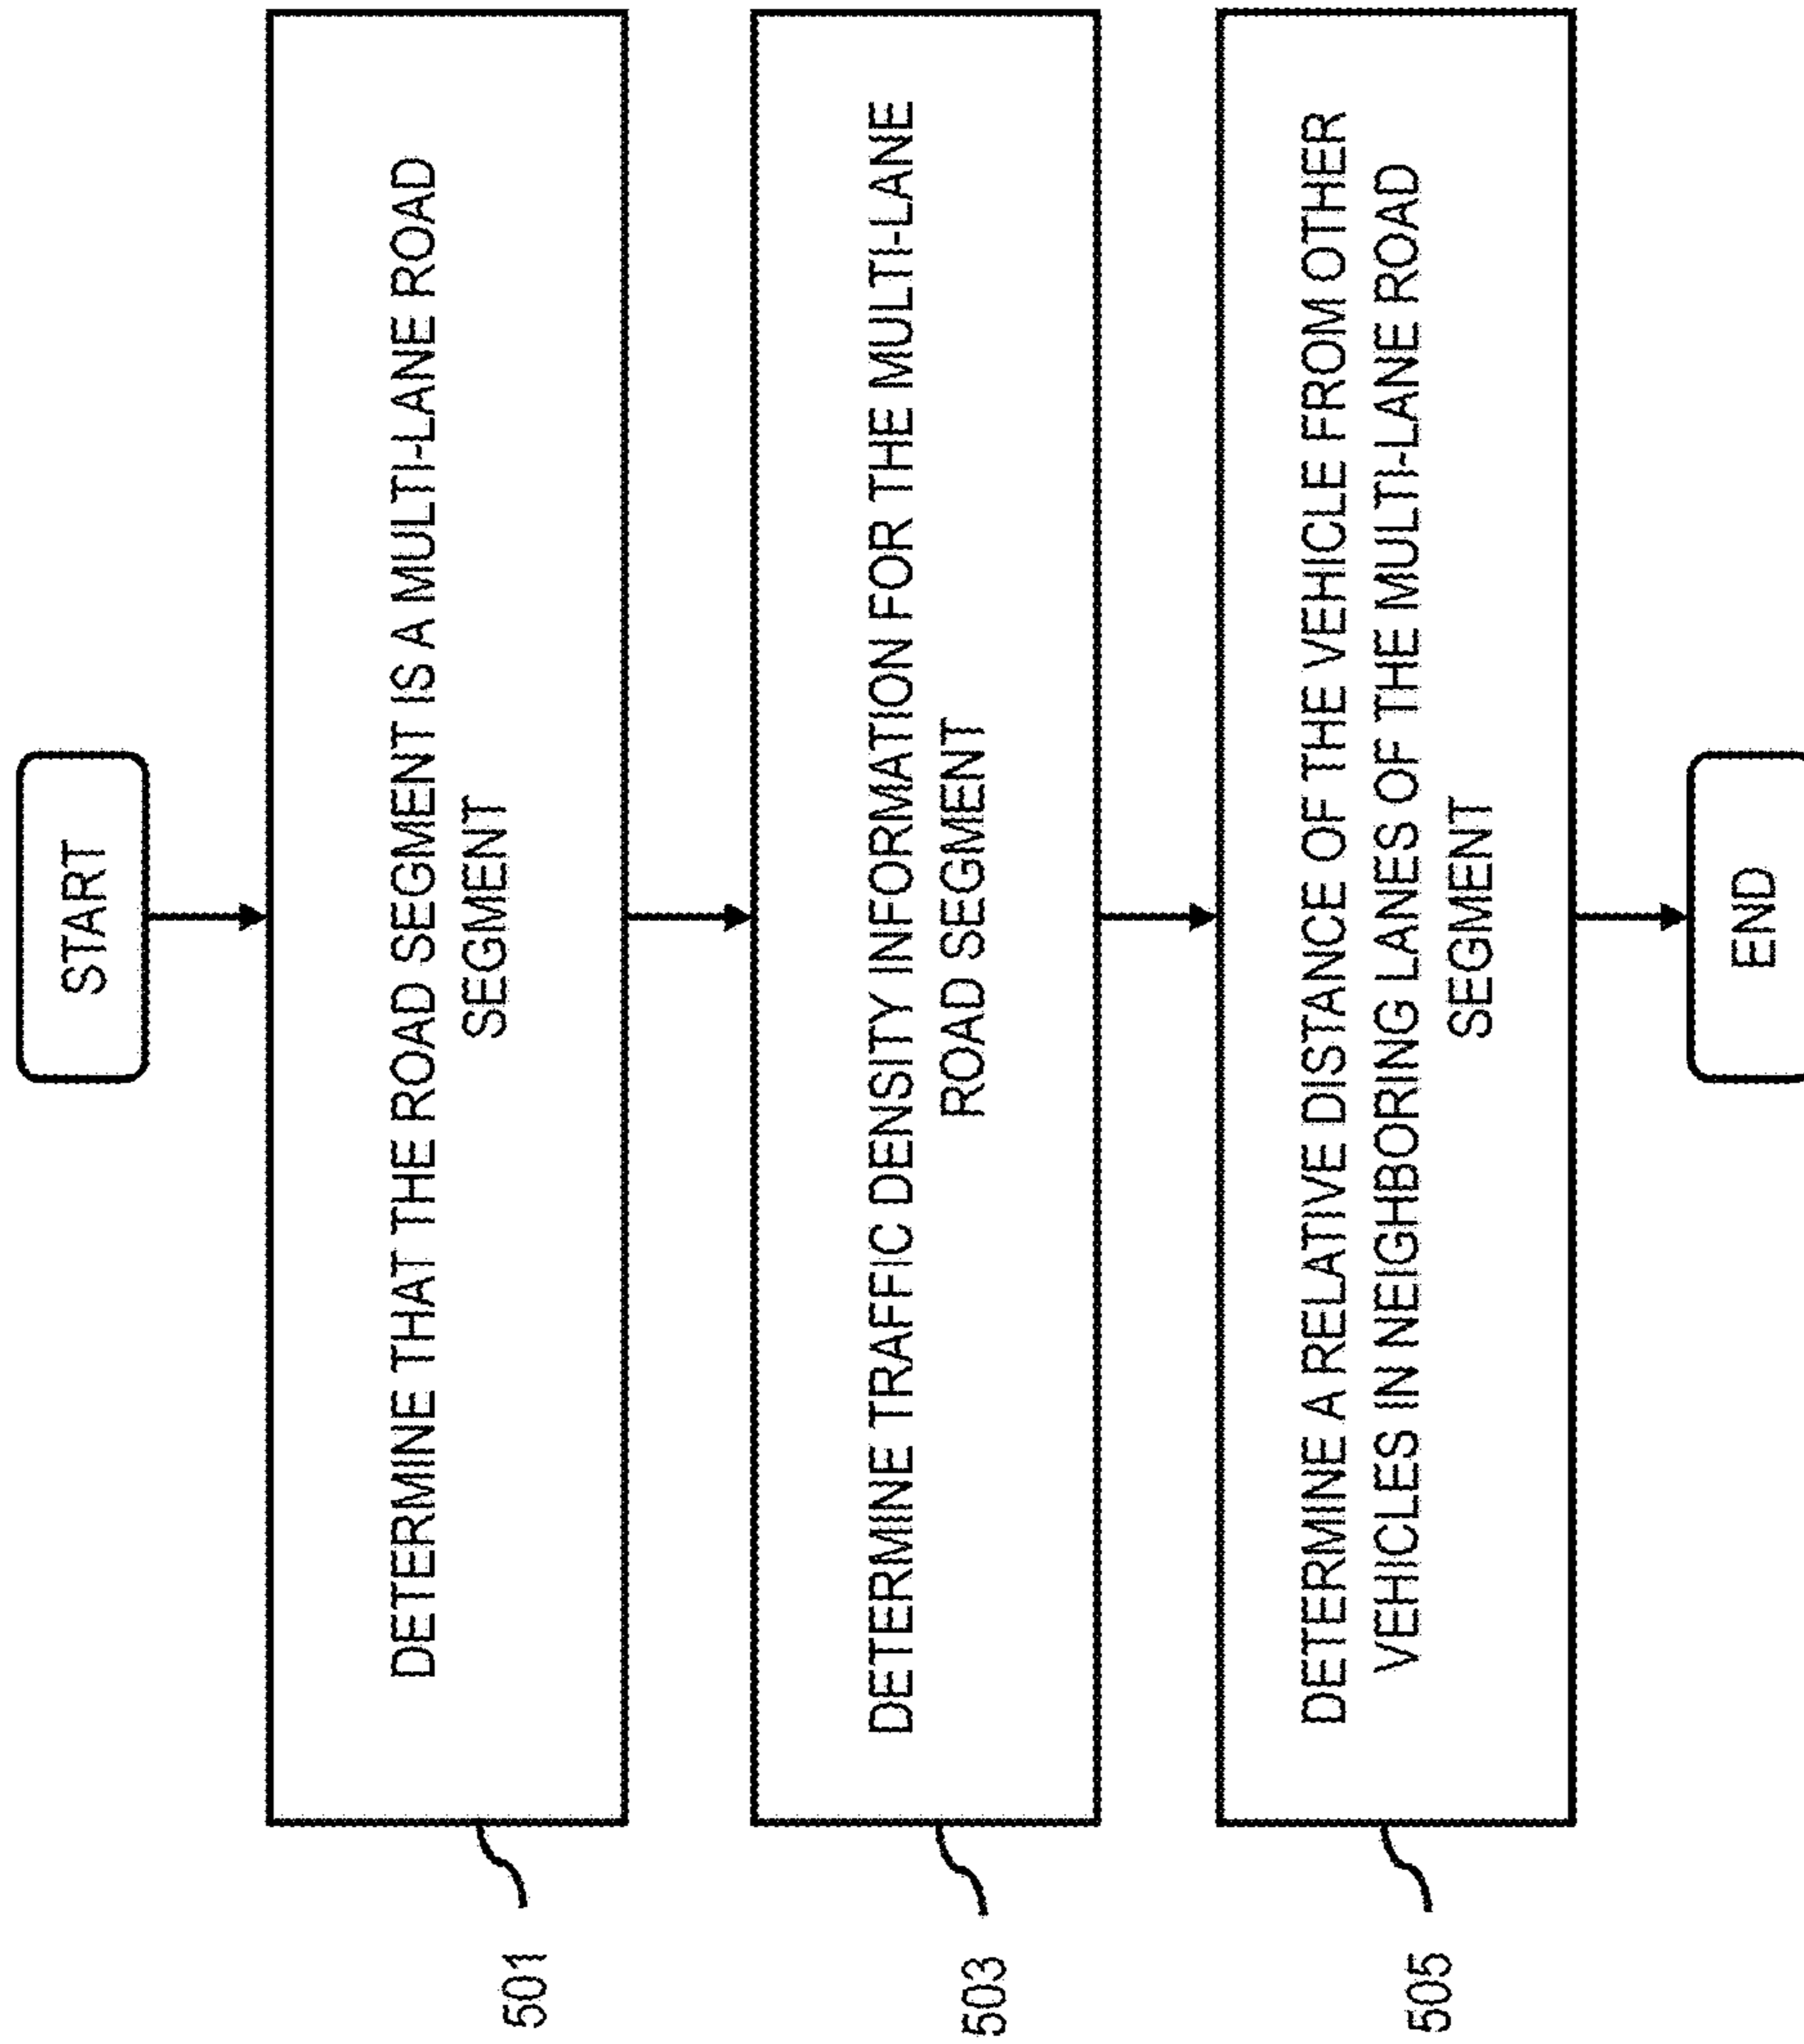 START
DETERMINE THAT THE ROAD SEGMENT IS A MULTI-LANE ROAD
SEGMENT
501
DETERMINE TRAFFIC DENSITY INFORMATION FOR THE MULTI-LANE
ROAD SEGMENT
503
DETERMINE A RELATIVE DISTANCE OF THE VEHICLE FROM OTHER
VEHICLES IN NEIGHBORING LANES OF THE MULTI-LANE ROAD
SEGMENT
505
END